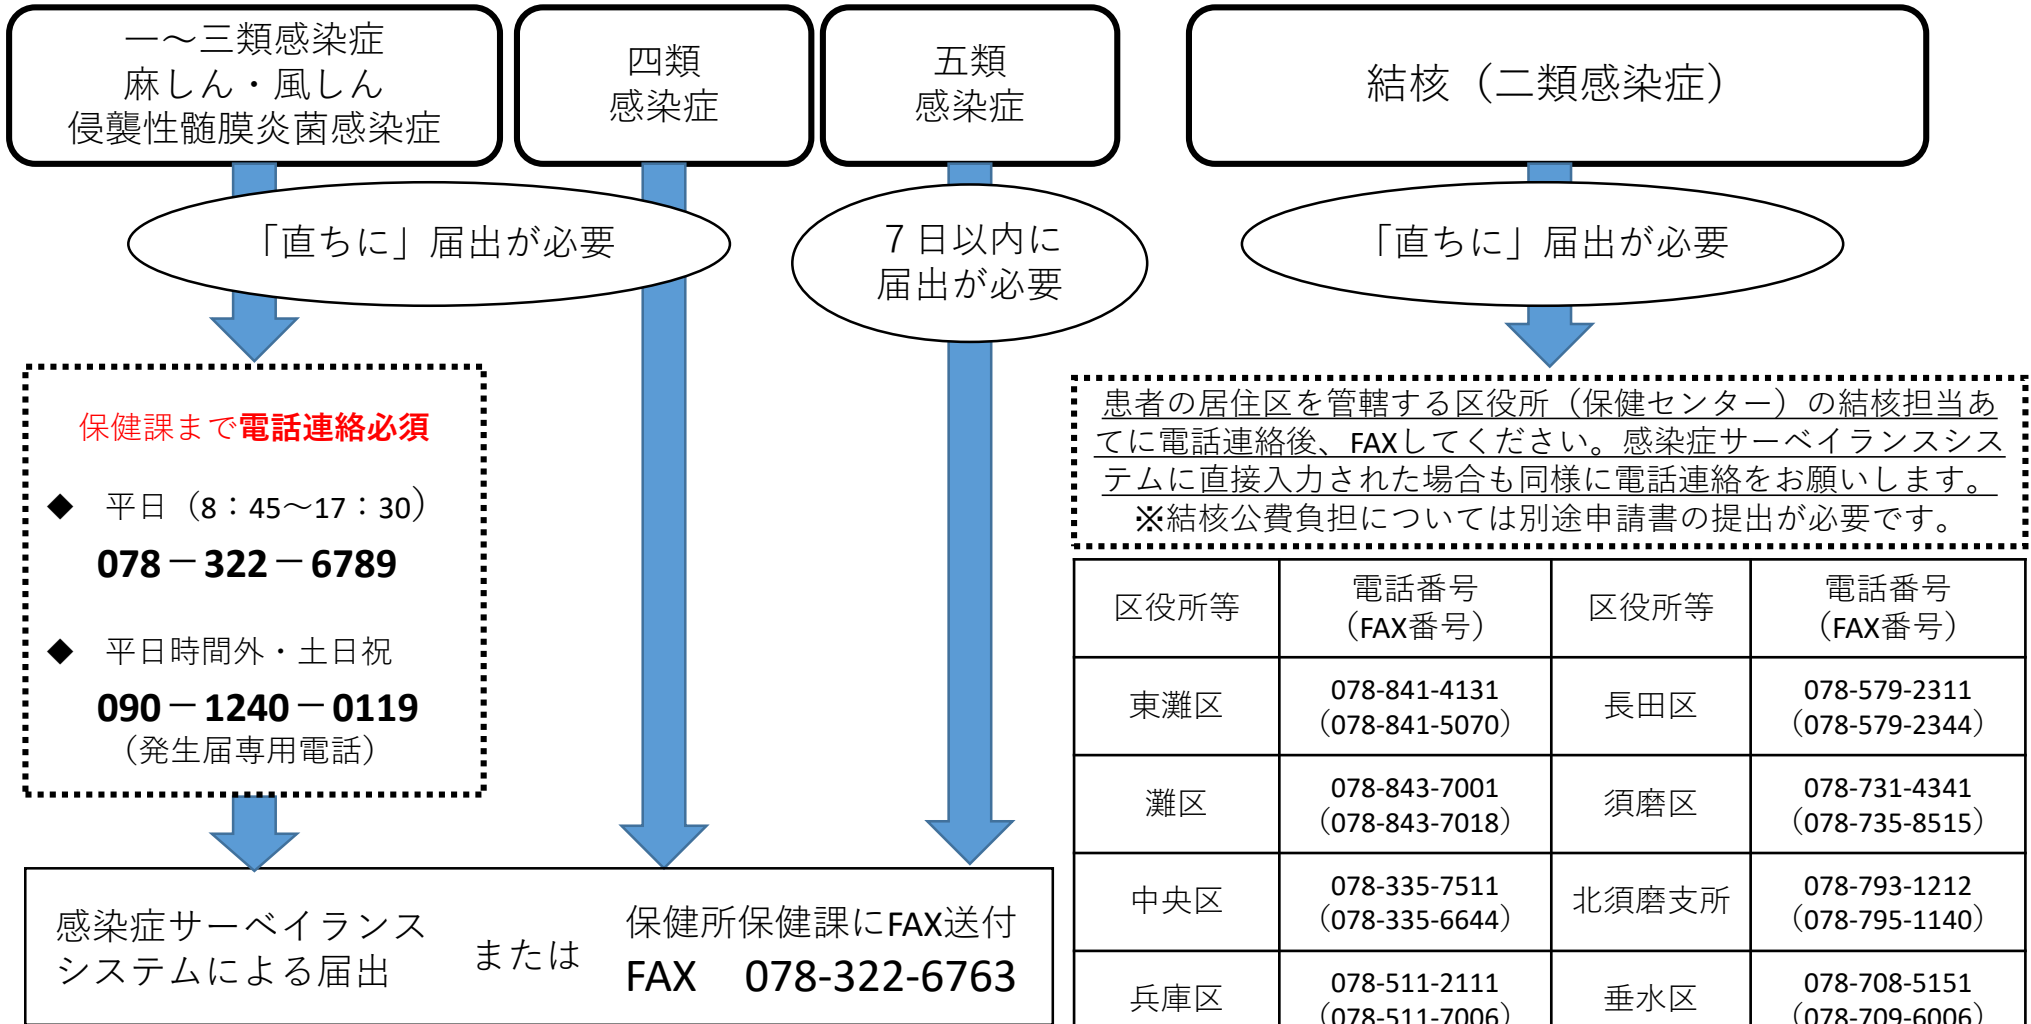 一～三類感染症
麻しん・風しん
侵襲性髄膜炎菌感染症
四類
感染症
五類
感染症
結核（二類感染症）
「直ちに」届出が必要
７日以内に
届出が必要
「直ちに」届出が必要
保健課まで電話連絡必須
◆ 平日（8：45～17：30）
078－322－6789
◆ 平日時間外・土日祝
090－1240－0119
（発生届専用電話）
感染症サーベイランス
システムによる届出
または
保健所保健課にFAX送付
FAX 078-322-6763
患者の居住区を管轄する区役所（保健センター）の結核担当あ
てに電話連絡後、FAXしてください。感染症サーベイランスシス
テムに直接入力された場合も同様に電話連絡をお願いします。
※結核公費負担については別途申請書の提出が必要です。
区役所等
電話番号
（FAX番号）
区役所等
電話番号
（FAX番号）
東灘区
078-841-4131
（078-841-5070）
長田区
078-579-2311
（078-579-2344）
灘区
078-843-7001
（078-843-7018）
須磨区
078-731-4341
（078-735-8515）
中央区
078-335-7511
（078-335-6644）
北須磨支所
078-793-1212
（078-795-1140）
兵庫区
078-511-2111
（078-511-7006）
垂水区
078-708-5151
（078-709-6006）